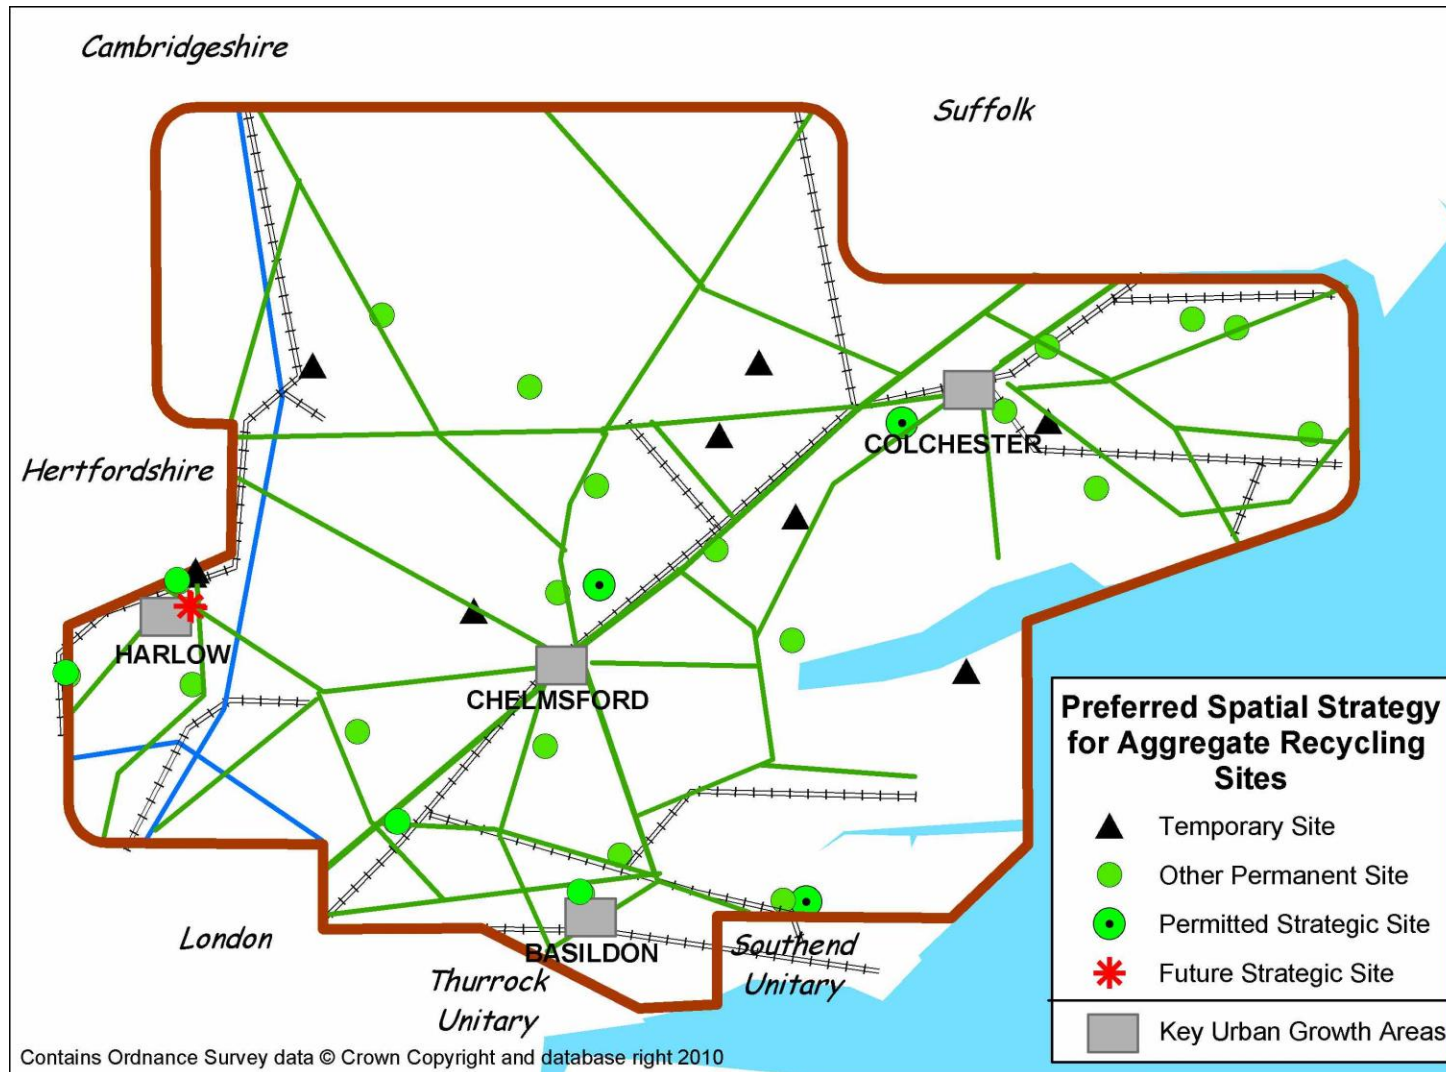 Cambridgeshire
Suffolk
Hertfordshire
COLCHESTER
HARLOW
CHELMSFORD
London
BASILDON
Thurrock
Unitary
Southend
Unitary
Preferred Spatial Strategy
for Aggregate Recycling
Sites
Temporary Site
Other Permanent Site
Permitted Strategic Site
Future Strategic Site
Key Urban Growth Areas
Contains Ordnance Survey data © Crown Copyright and database right 2010